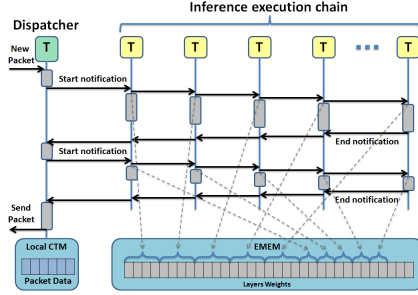 Dispatcher
Inference execution chain
T
T
T
T
T
T
New
Packet
Start notification
End notification
Start notification
End notification
Send
Packet
Local CTM
Packet Data
EMEM
Layers Weights